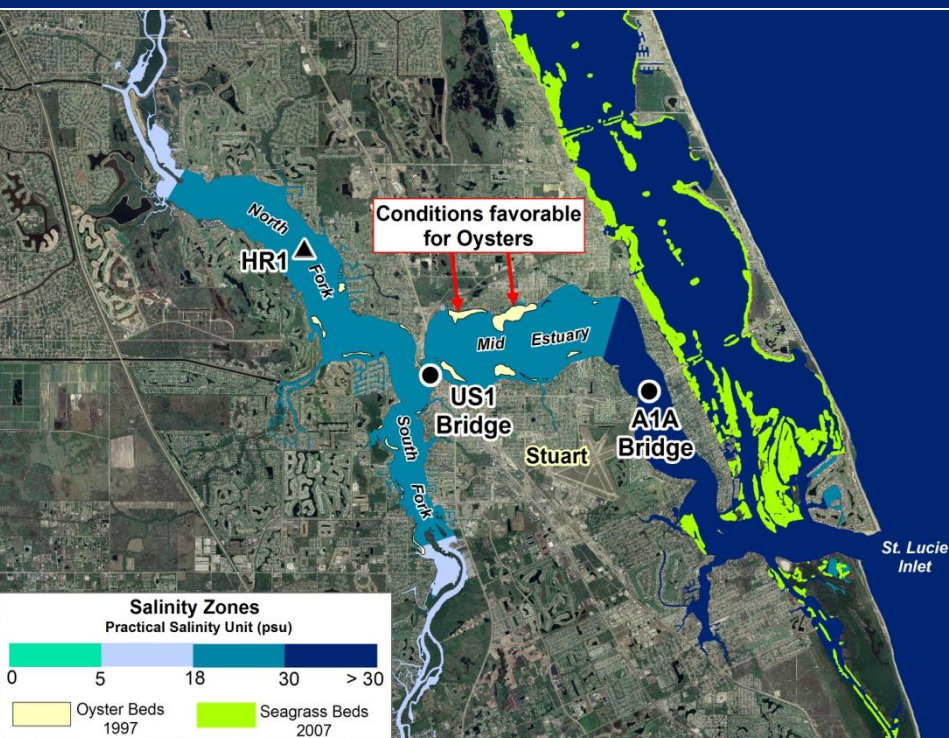 North
Fork
HR1
Conditions favorable
for Oysters
Mid Estuary
US1
Bridge
A1A
Bridge
South
Fork
Stuart
St. Lucie
Inlet
Salinity Zones
Practical Salinity Unit (psu)
0 5 18 30 > 30
Oyster Beds
1997
Seagrass Beds
2007